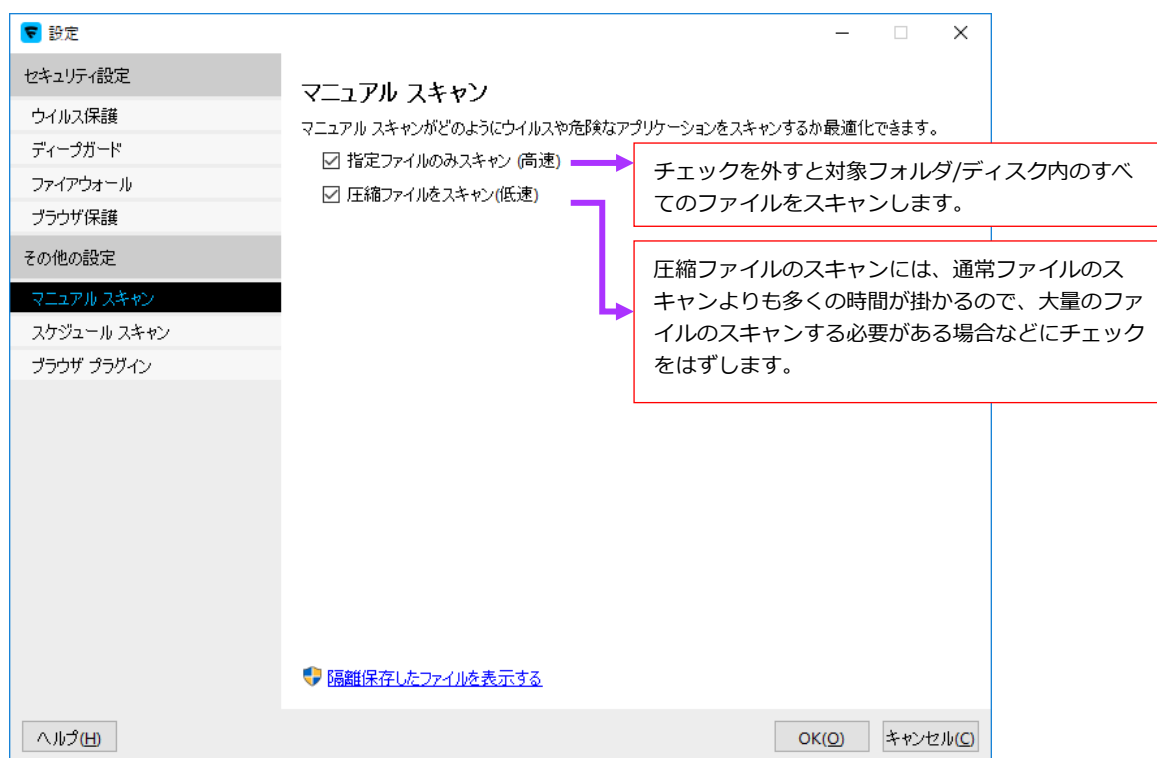 設定
セキュリティ設定
ウイルス保護
ディープガード
ファイアウォール
ブラウザ保護
その他の設定
マニュアル スキャン
スケジュール スキャン
ブラウザ プラグイン
マニュアル スキャン
マニュアル スキャンがどのようにウイルスや危険なアプリケーションをスキャンするか最適化できます。
指定ファイルのみスキャン (高速)
圧縮ファイルをスキャン(低速)
チェックを外すと対象フォルダ/ディスク内のすべ
てのファイルをスキャンします。
圧縮ファイルのスキャンには、通常ファイルのス
キャンよりも多くの時間が掛かるので、大量のファ
イルのスキャンする必要がある場合などにチェック
をはずします。
隔離保存したファイルを表示する
ヘルプ(H)
OK(O)
キャンセル(C)